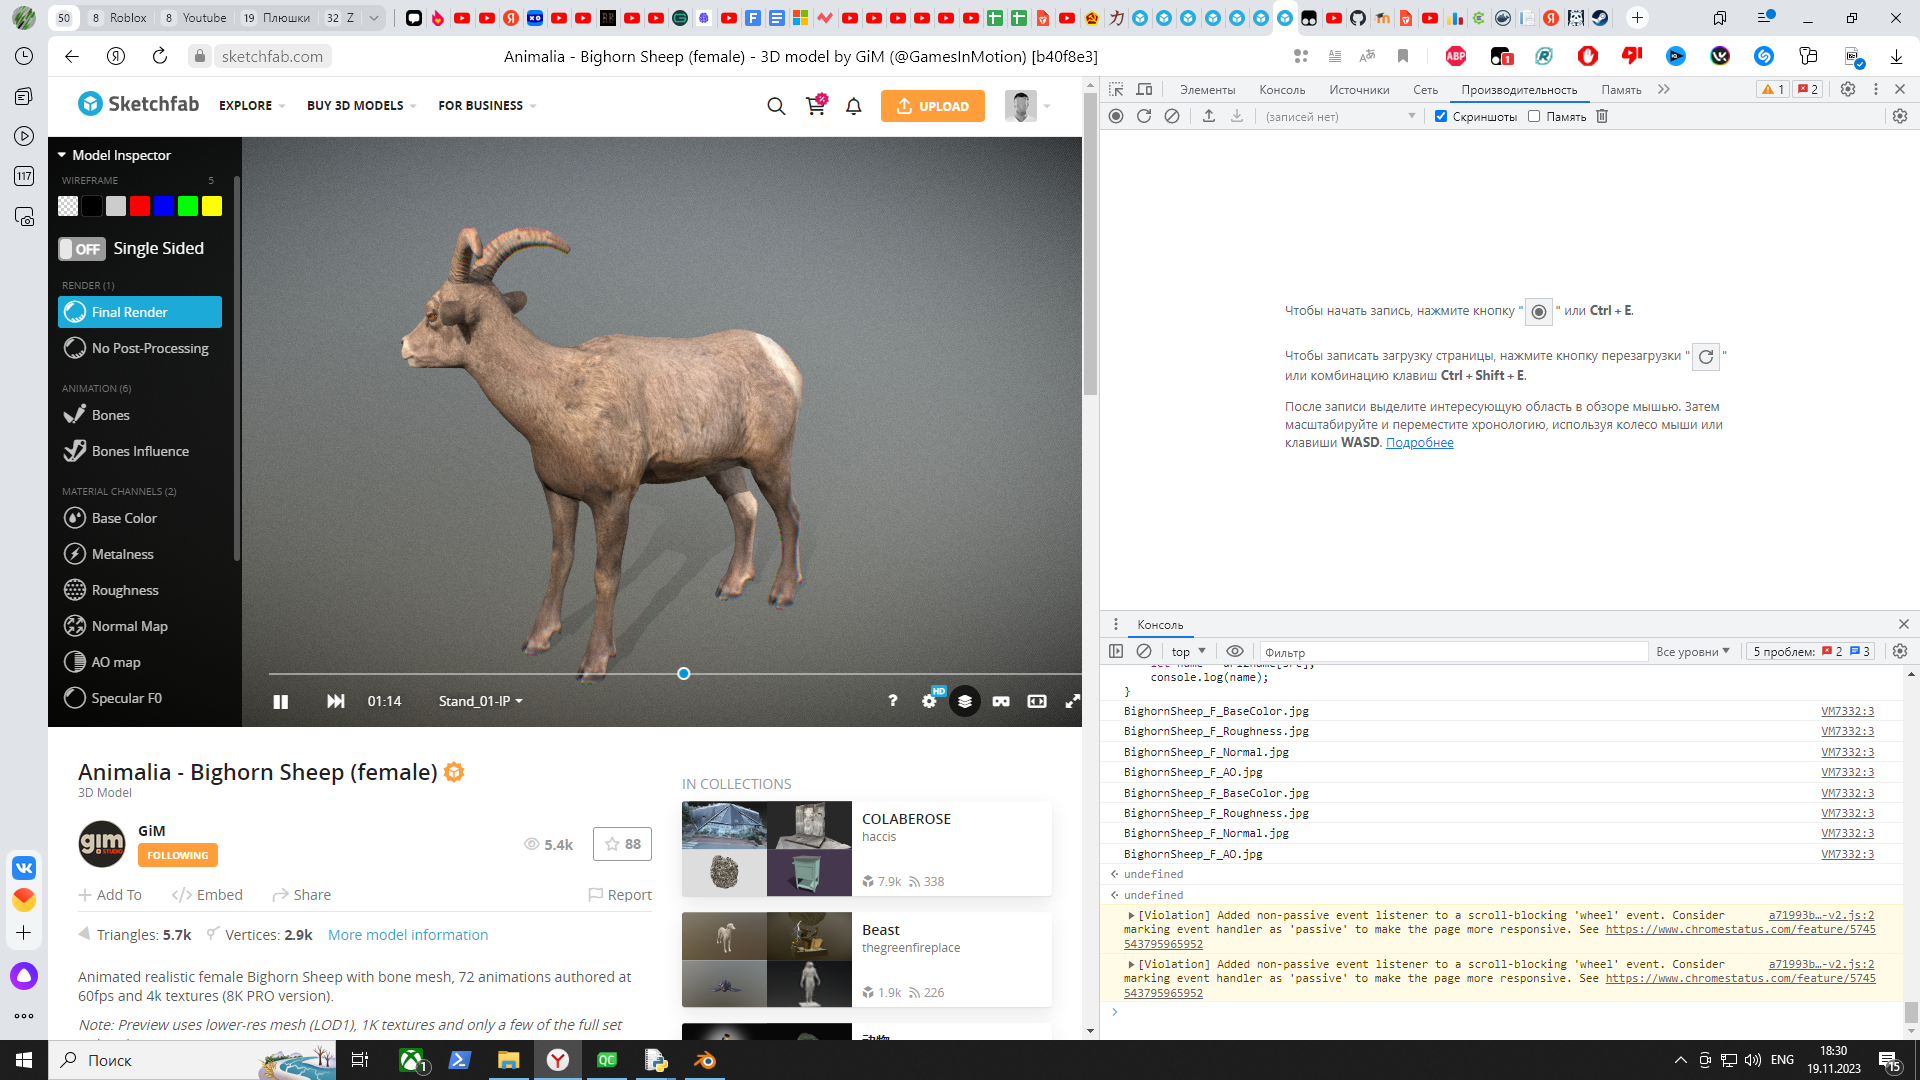 50
8 Roblox
8 Youtube
19 Плюшки
32 Z
sketchfab.com
Animalia - Bighorn Sheep (female) - 3D model by GiM (@GamesInMotion) [b40f8e3]
ABP
1
117
Sketchfab
EXPLORE
BUY 3D MODELS
FOR BUSINESS
%
UPLOAD
Model Inspector
WIREFRAME 5
OFF Single Sided
RENDER (1)
Final Render
No Post-Processing
ANIMATION (6)
Bones
Bones Influence
MATERIAL CHANNELS (2)
Base Color
Metalness
Roughness
Normal Map
AO map
Specular F0
01:14
Stand_01-IP
?
HD
Animalia - Bighorn Sheep (female)
3D Model
gim
GiM
FOLLOWING
5.4k
88
Add To
Embed
Share
Report
Triangles: 5.7k
Vertices: 2.9k
More model information
Animated realistic female Bighorn Sheep with bone mesh, 72 animations authored at
60fps and 4k textures (8K PRO version).
Note: Preview uses lower-res mesh (LOD1), 1K textures and only a few of the full set
IN COLLECTIONS
COLABEROSE
haccis
7.9k 338
Beast
thegreenfireplace
1.9k 226
Элементы
Консоль
Источники
Сеть
Производительность
Память
1
2
(записей нет)
Скриншоты
Память
Чтобы начать запись, нажмите кнопку " " или Ctrl + E.
Чтобы записать загрузку страницы, нажмите кнопку перезагрузки " "
или комбинацию клавиш Ctrl + Shift + E.
После записи выделите интересующую область в обзоре мышью. Затем
масштабируйте и переместите хронологию, используя колесо мыши или
клавиши WASD. Подробнее
Консоль
top
Фильтр
Все уровни
5 проблем: 2 3
console.log(name);
}
BighornSheep_F_BaseColor.jpg VM7332:3
BighornSheep_F_Roughness.jpg VM7332:3
BighornSheep_F_Normal.jpg VM7332:3
BighornSheep_F_AO.jpg VM7332:3
BighornSheep_F_BaseColor.jpg VM7332:3
BighornSheep_F_Roughness.jpg VM7332:3
BighornSheep_F_Normal.jpg VM7332:3
BighornSheep_F_AO.jpg VM7332:3
undefined
undefined
[Violation] Added non-passive event listener to a scroll-blocking 'wheel' event. Consider a71993b…-v2.js:2
marking event handler as 'passive' to make the page more responsive. See https://www.chromestatus.com/feature/5745
543795965952
[Violation] Added non-passive event listener to a scroll-blocking 'wheel' event. Consider a71993b…-v2.js:2
marking event handler as 'passive' to make the page more responsive. See https://www.chromestatus.com/feature/5745
543795965952
Поиск
1
QC
ENG
18:30
19.11.2023
15